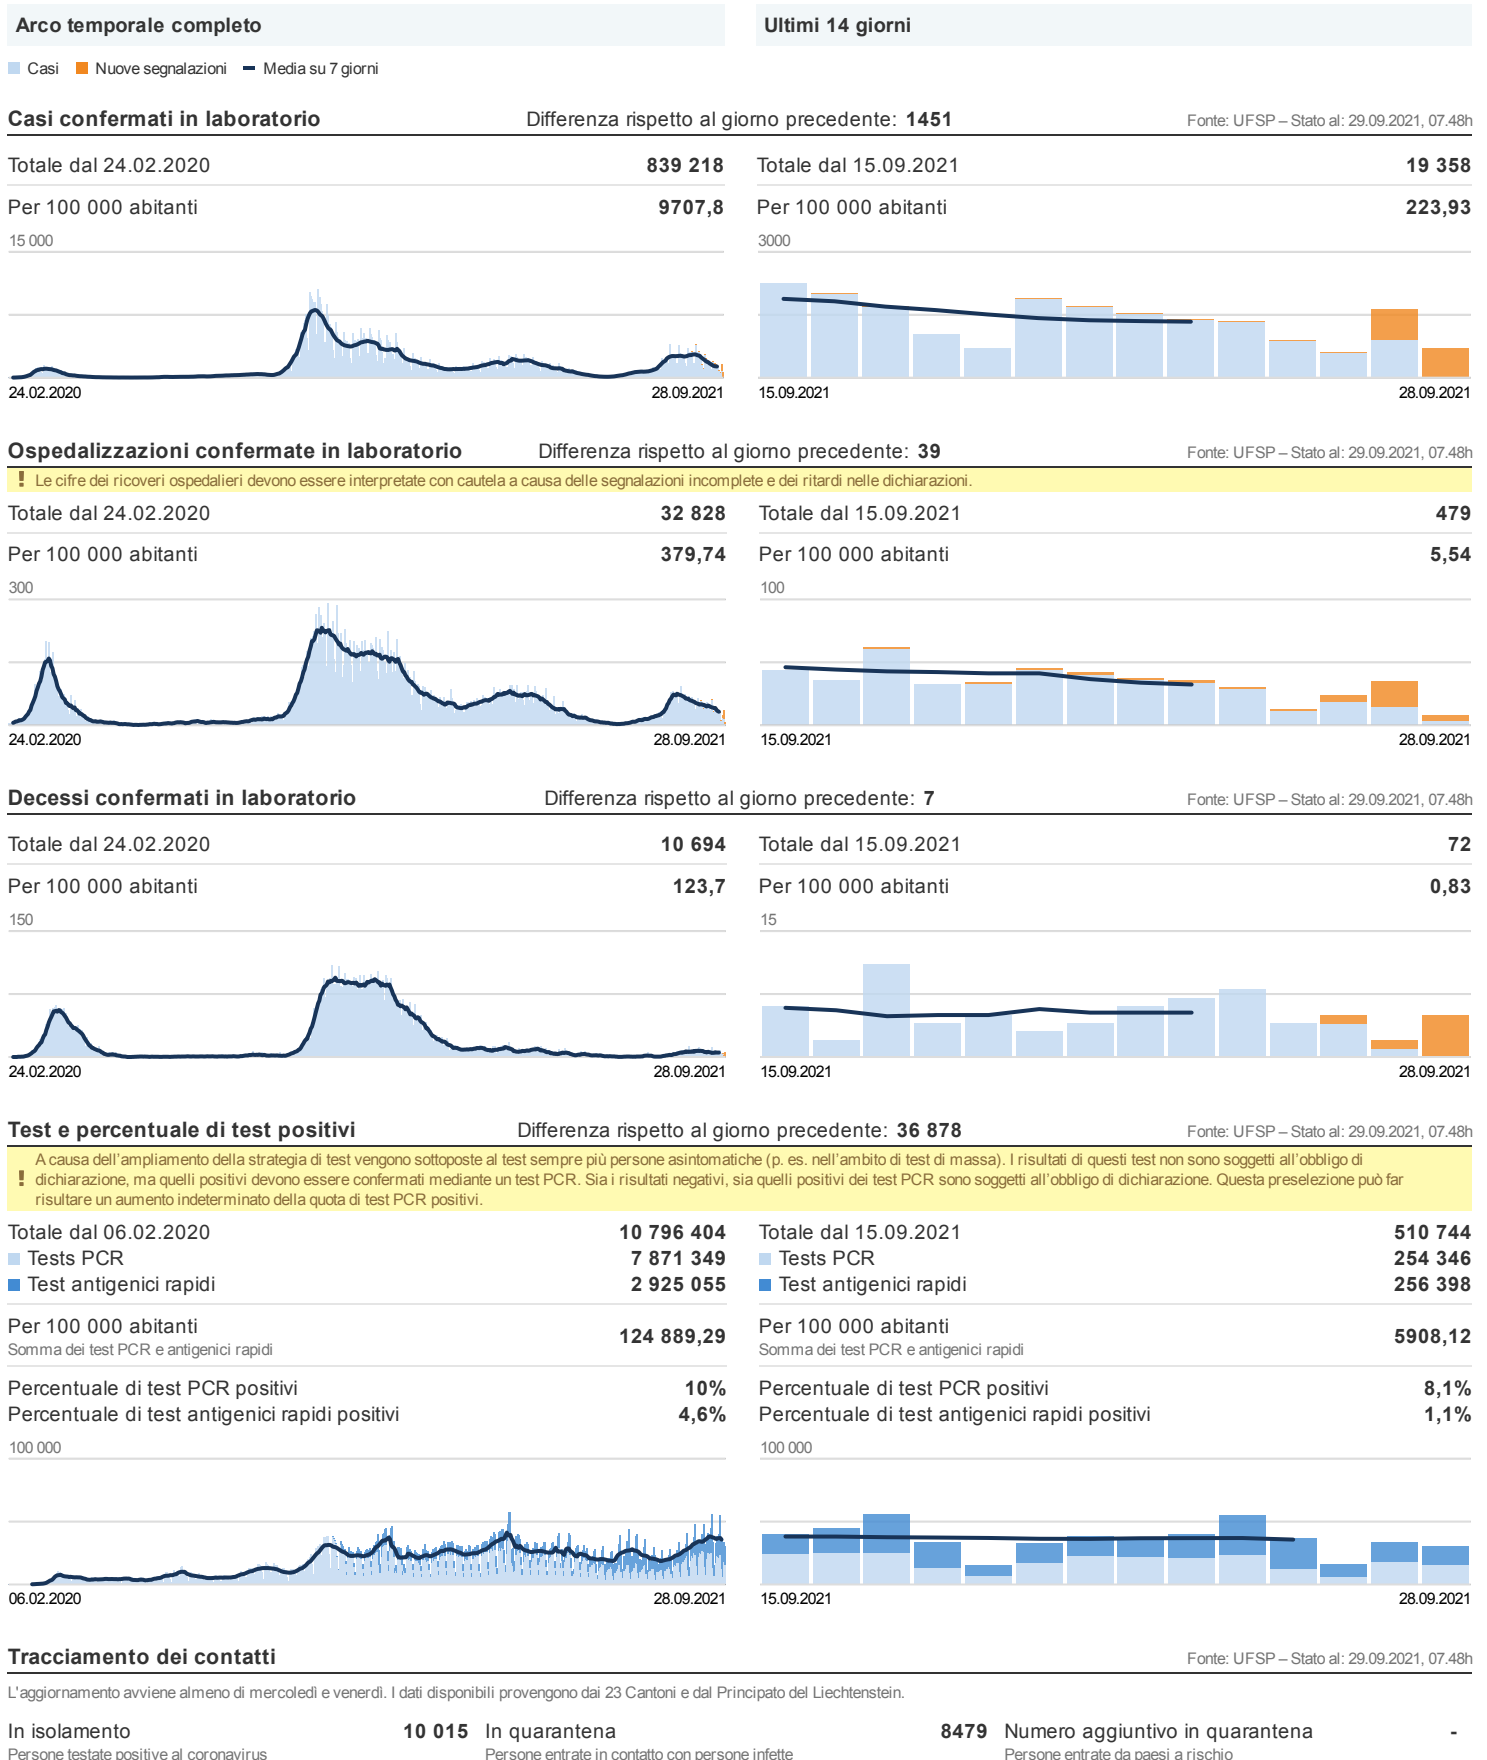 Arco temporale completo
Ultimi 14 giorni
Casi Nuove segnalazioni Media su 7 giorni
Casi confermati in laboratorio Differenza rispetto al giorno precedente: 1451 Fonte: UFSP – Stato al: 29.09.2021, 07.48h
Totale dal 24.02.2020 839 218
Per 100 000 abitanti 9707,8
15 000
24.02.2020 28.09.2021
Totale dal 15.09.2021 19 358
Per 100 000 abitanti 223,93
3000
15.09.2021 28.09.2021
Ospedalizzazioni confermate in laboratorio Differenza rispetto al giorno precedente: 39 Fonte: UFSP – Stato al: 29.09.2021, 07.48h
! Le cifre dei ricoveri ospedalieri devono essere interpretate con cautela a causa delle segnalazioni incomplete e dei ritardi nelle dichiarazioni.
Totale dal 24.02.2020 32 828
Per 100 000 abitanti 379,74
300
24.02.2020 28.09.2021
Totale dal 15.09.2021 479
Per 100 000 abitanti 5,54
100
15.09.2021 28.09.2021
Decessi confermati in laboratorio Differenza rispetto al giorno precedente: 7 Fonte: UFSP – Stato al: 29.09.2021, 07.48h
Totale dal 24.02.2020 10 694
Per 100 000 abitanti 123,7
150
24.02.2020 28.09.2021
Totale dal 15.09.2021 72
Per 100 000 abitanti 0,83
15
15.09.2021 28.09.2021
Test e percentuale di test positivi Differenza rispetto al giorno precedente: 36 878 Fonte: UFSP – Stato al: 29.09.2021, 07.48h
A causa dell'ampliamento della strategia di test vengono sottoposte al test sempre più persone asintomatiche (p. es. nell'ambito di test di massa). I risultati di questi test non sono soggetti all'obbligo di
! dichiarazione, ma quelli positivi devono essere confermati mediante un test PCR. Sia i risultati negativi, sia quelli positivi dei test PCR sono soggetti all'obbligo di dichiarazione. Questa preselezione può far
risultare un aumento indeterminato della quota di test PCR positivi.
Totale dal 06.02.2020 10 796 404
Tests PCR 7 871 349
Test antigenici rapidi 2 925 055
Per 100 000 abitanti 124 889,29
Somma dei test PCR e antigenici rapidi
Percentuale di test PCR positivi 10%
Percentuale di test antigenici rapidi positivi 4,6%
100 000
06.02.2020 28.09.2021
Totale dal 15.09.2021 510 744
Tests PCR 254 346
Test antigenici rapidi 256 398
Per 100 000 abitanti 5908,12
Somma dei test PCR e antigenici rapidi
Percentuale di test PCR positivi 8,1%
Percentuale di test antigenici rapidi positivi 1,1%
100 000
15.09.2021 28.09.2021
Tracciamento dei contatti Fonte: UFSP – Stato al: 29.09.2021, 07.48h
L'aggiornamento avviene almeno di mercoledì e venerdì. I dati disponibili provengono dai 23 Cantoni e dal Principato del Liechtenstein.
In isolamento 10 015 In quarantena 8479 Numero aggiuntivo in quarantena -
Persone testate positive al coronavirus Persone entrate in contatto con persone infette Persone entrate da paesi a rischio